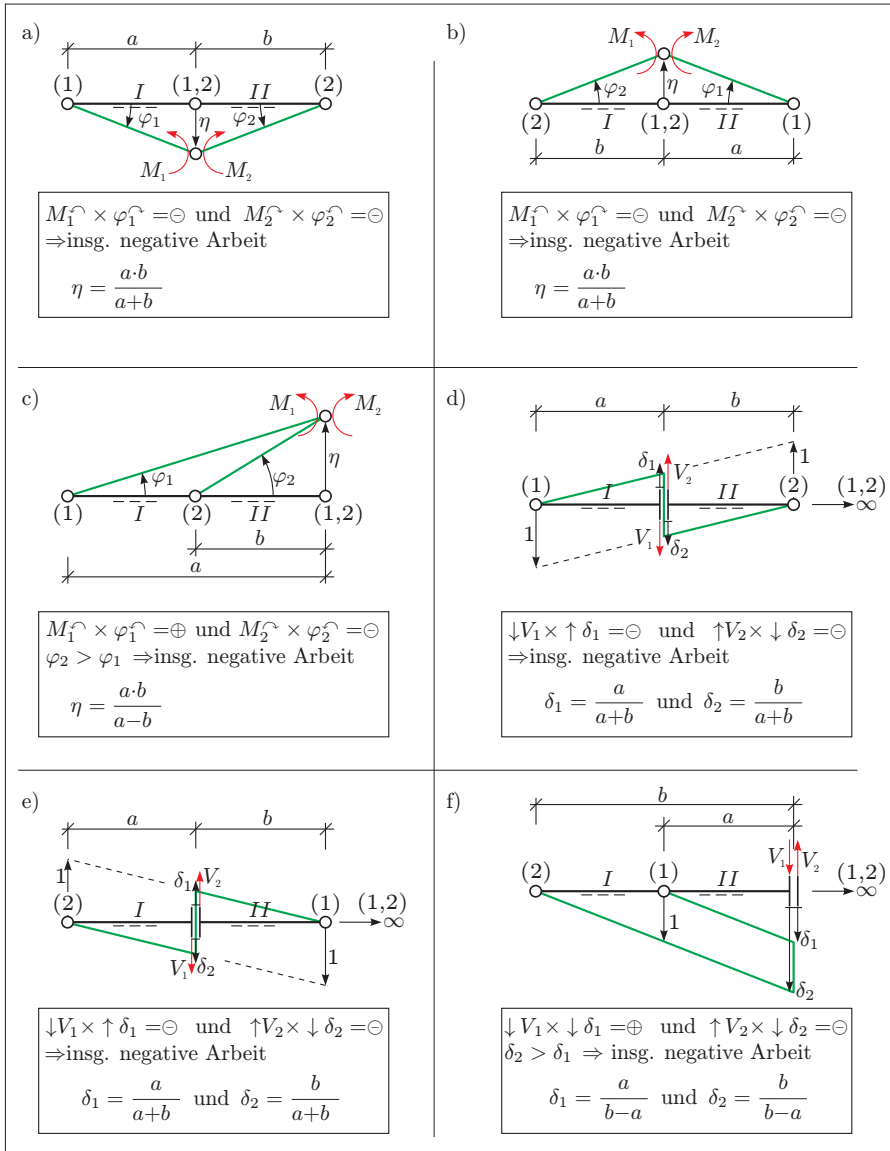 a)
a b
(1) I (1,2) II (2)
φ₁ η φ₂
M₁ M₂
M₁↶ × φ₁↷ =⊖ und M₂↷ × φ₂↶ =⊖
⇒insg. negative Arbeit
η = a·b/a+b
b)
M₁ M₂
φ₂ η φ₁
(2) I (1,2) II (1)
b a
M₁↶ × φ₁↷ =⊖ und M₂↷ × φ₂↶ =⊖
⇒insg. negative Arbeit
η = a·b/a+b
c)
M₁ M₂
φ₁ φ₂ η
(1) I (2) II (1,2)
b
a
M₁↶ × φ₁↶ =⊕ und M₂↷ × φ₂↶ =⊖
φ₂ > φ₁ ⇒insg. negative Arbeit
η = a·b/a−b
d)
a b
δ₁ V₂ 1
(1) I II (2) (1,2)
∞
1 V₁ δ₂
↓V₁× ↑ δ₁ =⊖ und ↑V₂× ↓ δ₂ =⊖
⇒insg. negative Arbeit
δ₁ = a/a+b und δ₂ = b/a+b
e)
a b
1 δ₁ V₂
(2) I II (1) (1,2)
∞
V₁ δ₂ 1
↓V₁× ↑ δ₁ =⊖ und ↑V₂× ↓ δ₂ =⊖
⇒insg. negative Arbeit
δ₁ = a/a+b und δ₂ = b/a+b
f)
b
a
V₁ V₂
(2) I (1) II (1,2)
∞
1 δ₁
δ₂
↓ V₁× ↓ δ₁ =⊕ und ↑ V₂× ↓ δ₂ =⊖
δ₂ > δ₁ ⇒ insg. negative Arbeit
δ₁ = a/b−a und δ₂ = b/b−a